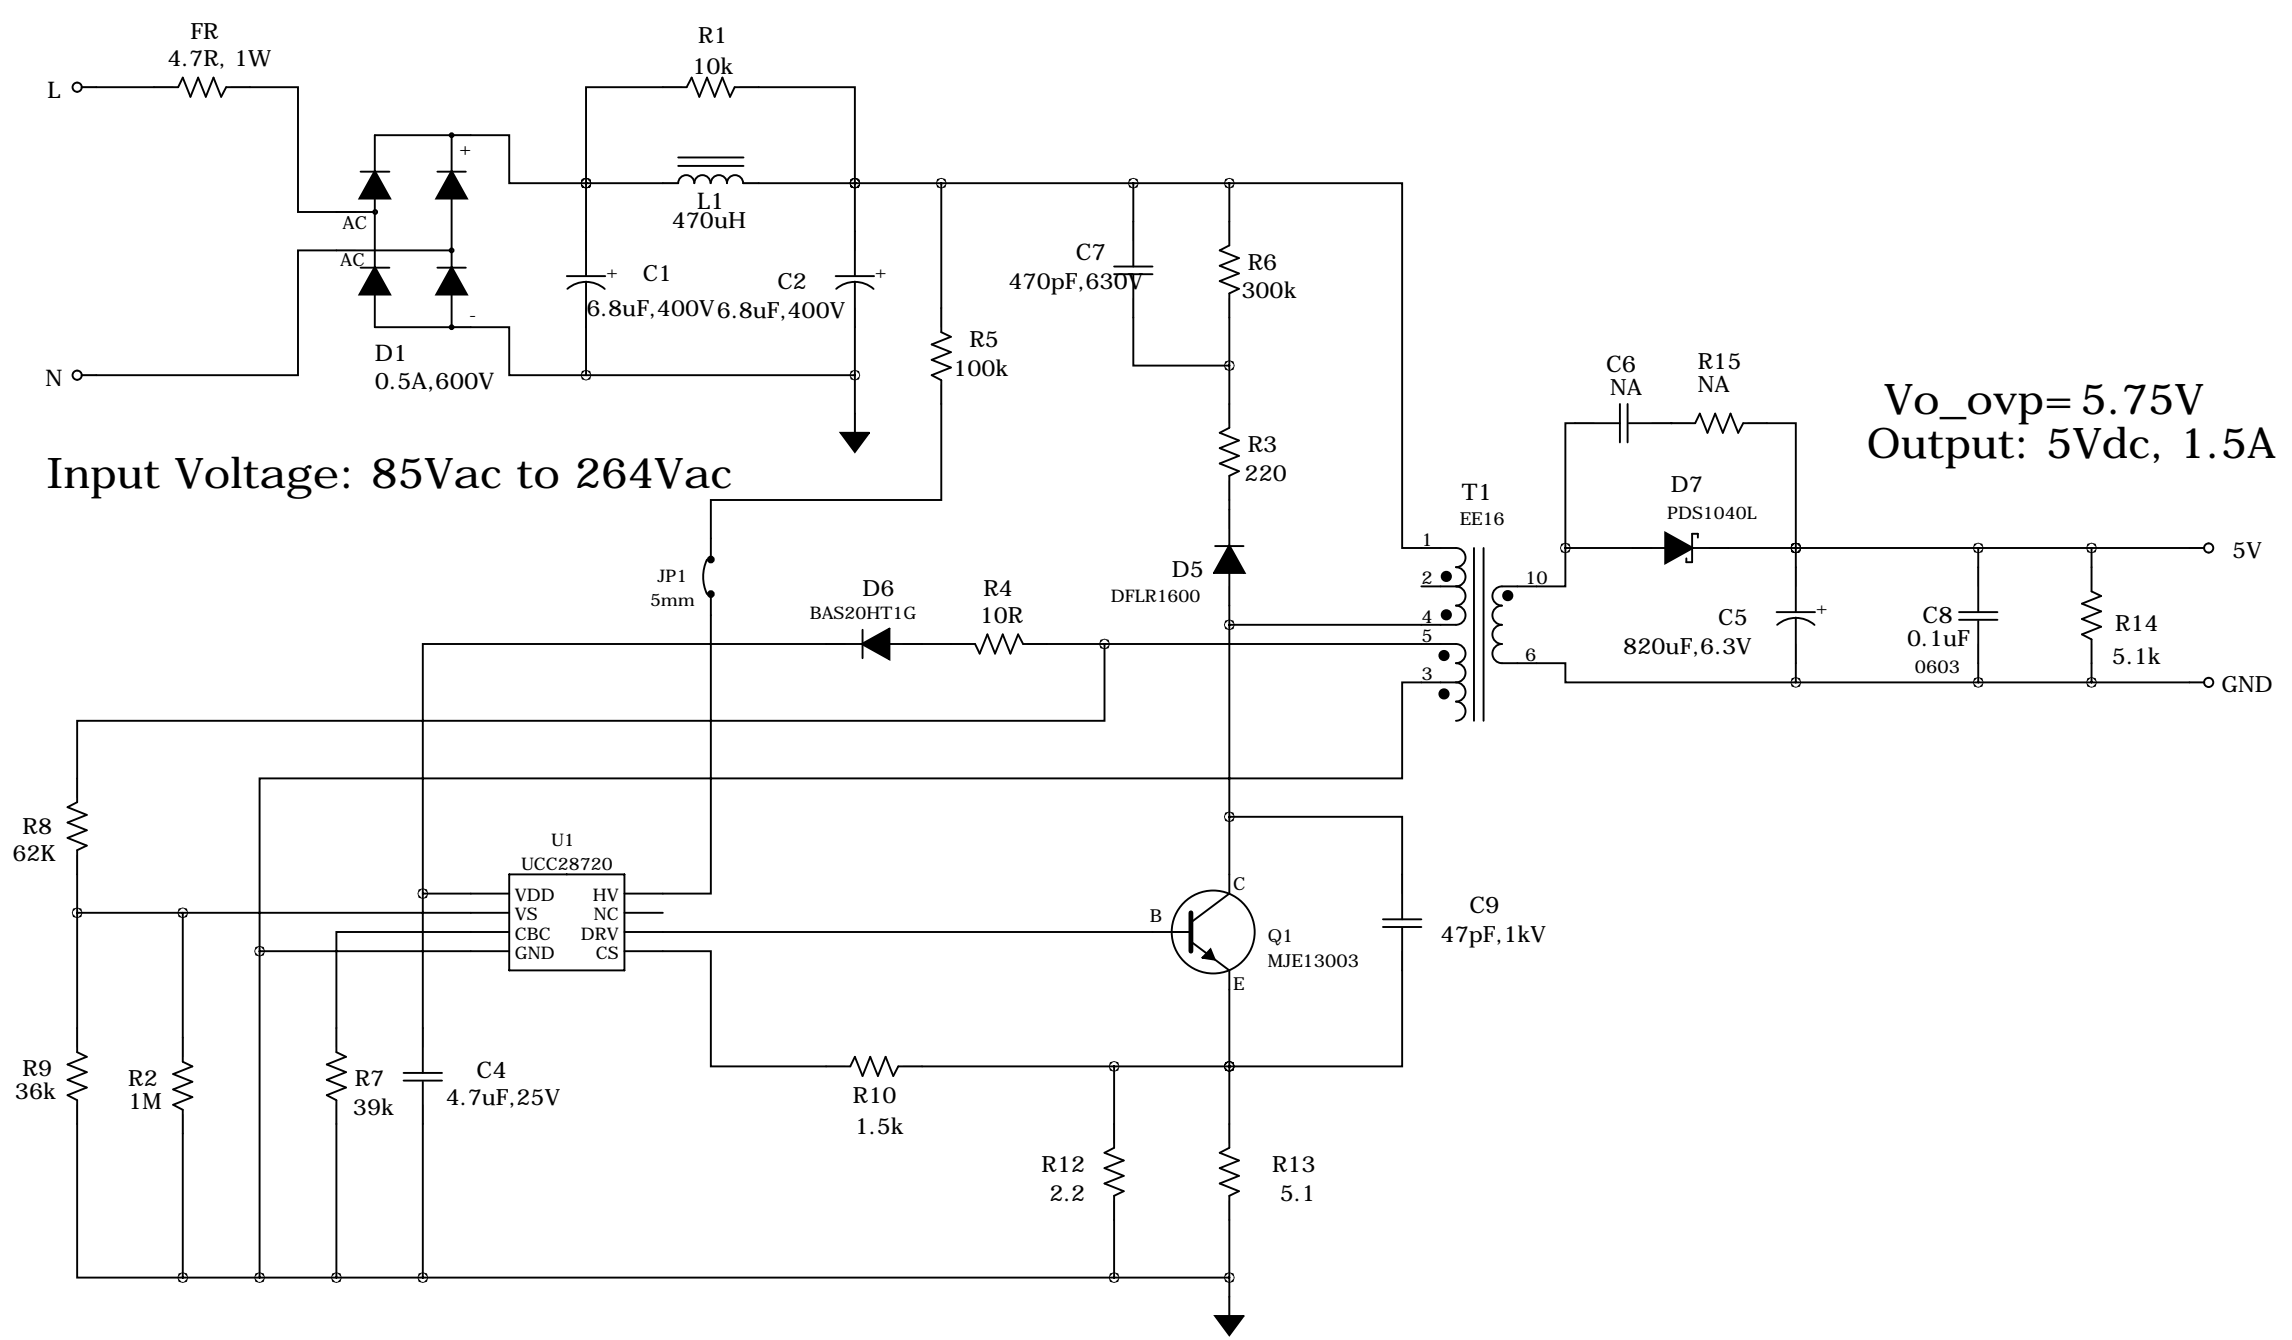 FR
4.7R, 1W
L
R1
10k
+
AC
AC
-
D1
0.5A,600V
N
L1
470uH
+
C1
6.8uF,400V
C2
+
6.8uF,400V
R5
100k
C7
470pF,630V
R6
300k
R3
220
Input Voltage: 85Vac to 264Vac
C6
NA
R15
NA
Vo_ovp=5.75V
Output: 5Vdc, 1.5A
D7
PDS1040L
T1
EE16
1
2
4
5
3
10
6
5V
C5
820uF,6.3V
+
C8
0.1uF
0603
R14
5.1k
GND
JP1
5mm
D6
BAS20HT1G
R4
10R
D5
DFLR1600
R8
62K
U1
UCC28720
VDD
HV
VS
NC
CBC
DRV
GND
CS
B
C
Q1
MJE13003
E
C9
47pF,1kV
R9
36k
R2
1M
R7
39k
C4
4.7uF,25V
R10
1.5k
R12
2.2
R13
5.1